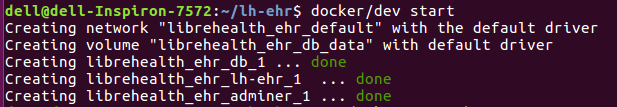 dell@dell-Inspiron-7572:~/lh-ehr$ docker/dev start
Creating network "librehealth_ehr_default" with the default driver
Creating volume "librehealth_ehr_db_data" with default driver
Creating librehealth_ehr_db_1 ... done
Creating librehealth_ehr_lh-ehr_1  ... done
Creating librehealth_ehr_adminer_1 ... done